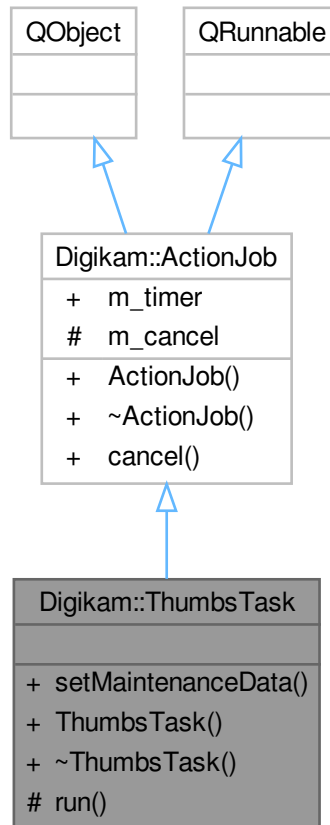 QObject
QRunnable
Digikam::ActionJob
+ m_timer
# m_cancel
+ ActionJob()
+ ~ActionJob()
+ cancel()
Digikam::ThumbsTask
+ setMaintenanceData()
+ ThumbsTask()
+ ~ThumbsTask()
# run()